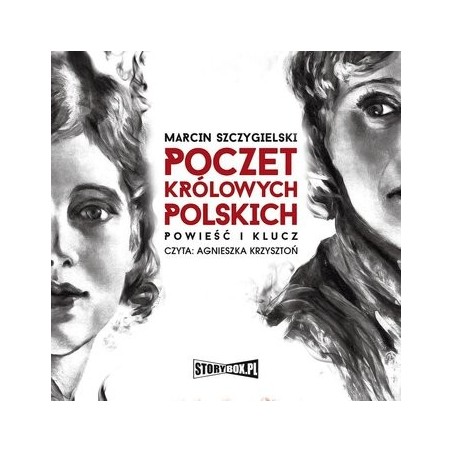 MARCIN SZCZYGIELSKI
POCZET
KRÓLOWYCH
POLSKICH
POWIEŚĆ I KLUCZ
CZYTA: AGNIESZKA KRZYSZTOŃ
STORYBOX.PL